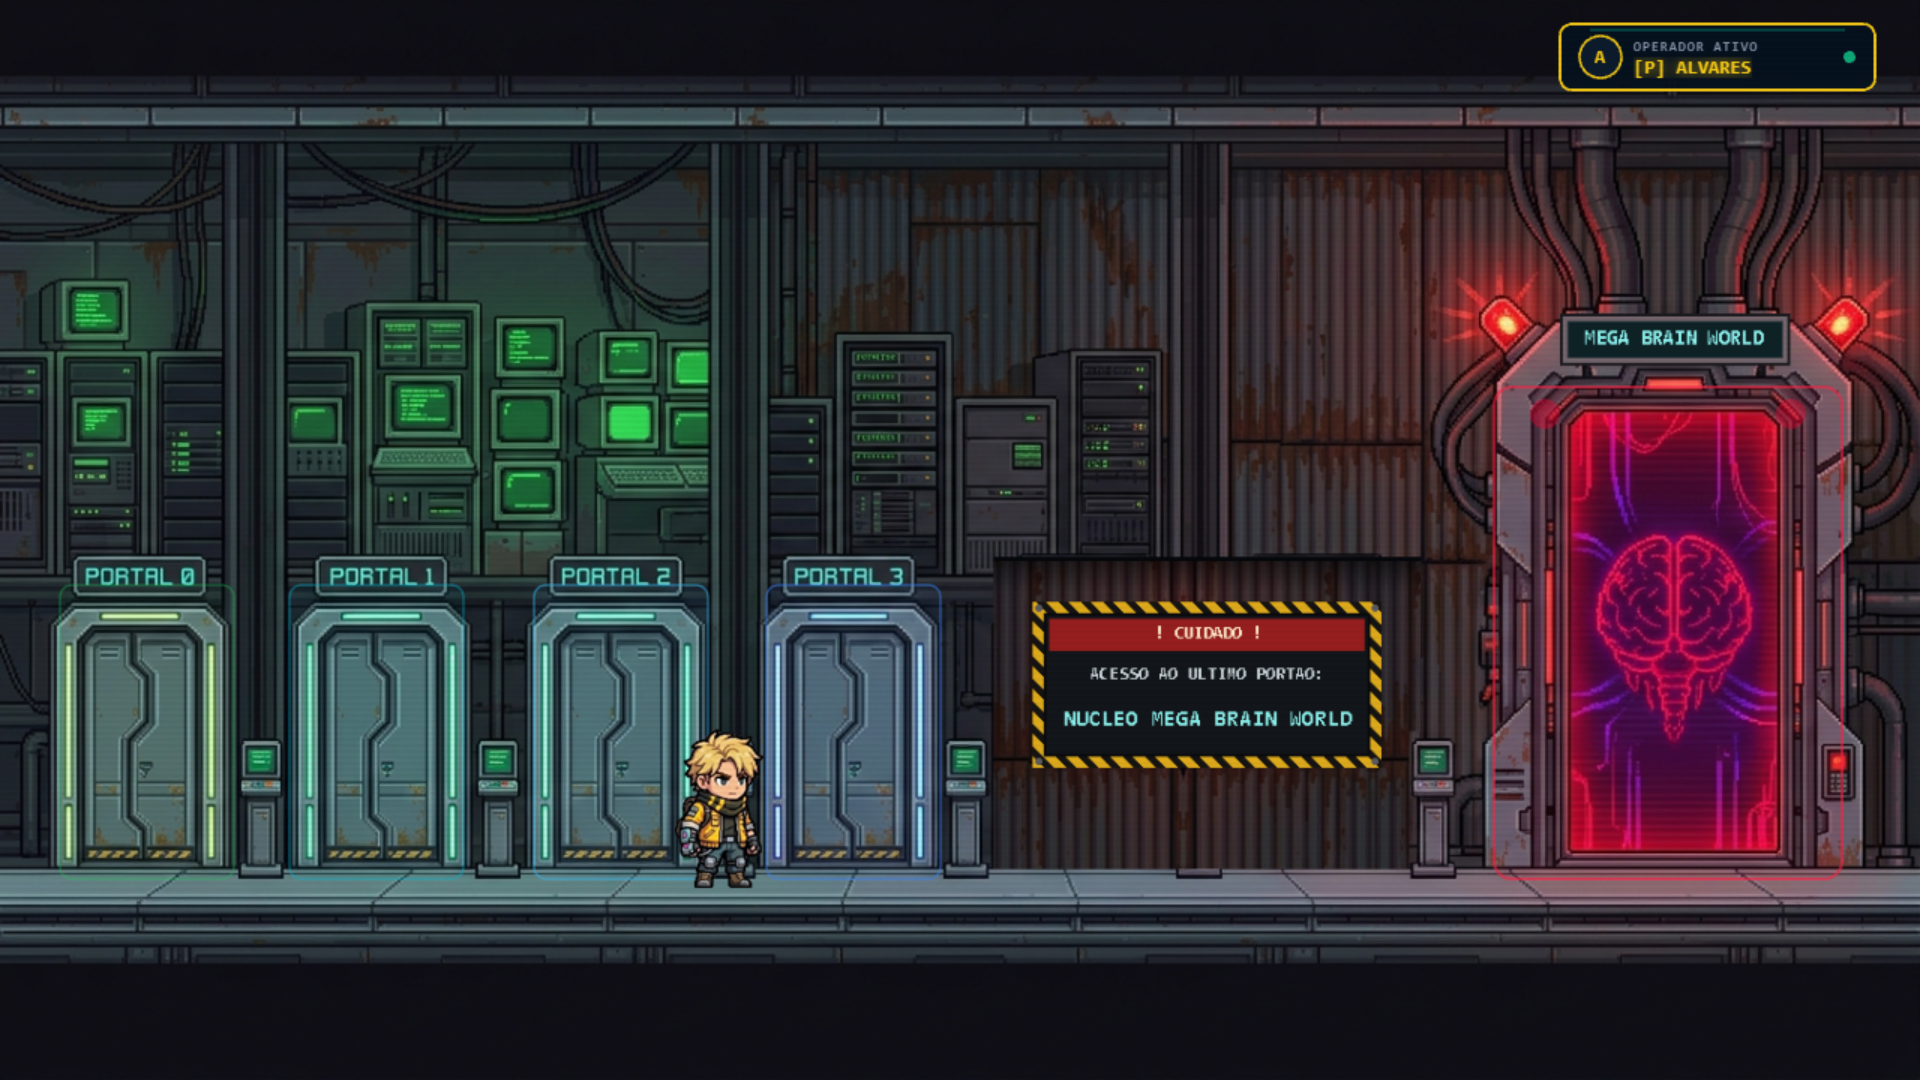 A
OPERADOR ATIVO
[P] ALVARES
MEGA BRAIN WORLD
PORTAL 0
PORTAL 1
PORTAL 2
PORTAL 3
! CUIDADO !
ACESSO AO ULTIMO PORTAO:
NUCLEO MEGA BRAIN WORLD